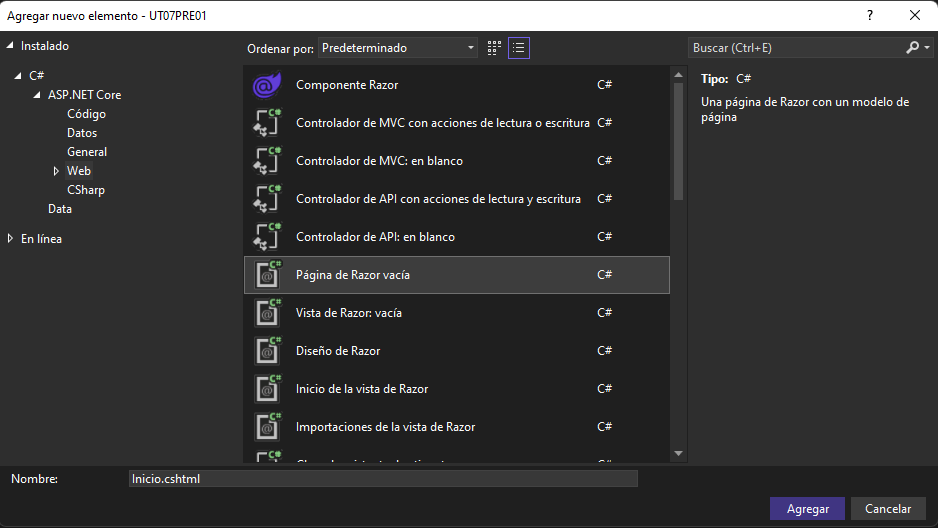 Agregar nuevo elemento - UT07PRE01
?
Instalado
C#
ASP.NET Core
Código
Datos
General
Web
CSharp
Data
En línea
Ordenar por: Predeterminado
Componente Razor C#
Controlador de MVC con acciones de lectura o escritura C#
Controlador de MVC: en blanco C#
Controlador de API con acciones de lectura y escritura C#
Controlador de API: en blanco C#
Página de Razor vacía C#
Vista de Razor: vacía C#
Diseño de Razor C#
Inicio de la vista de Razor C#
Importaciones de la vista de Razor C#
Buscar (Ctrl+E)
Tipo: C#
Una página de Razor con un modelo de
página
Nombre: Inicio.cshtml
Agregar Cancelar